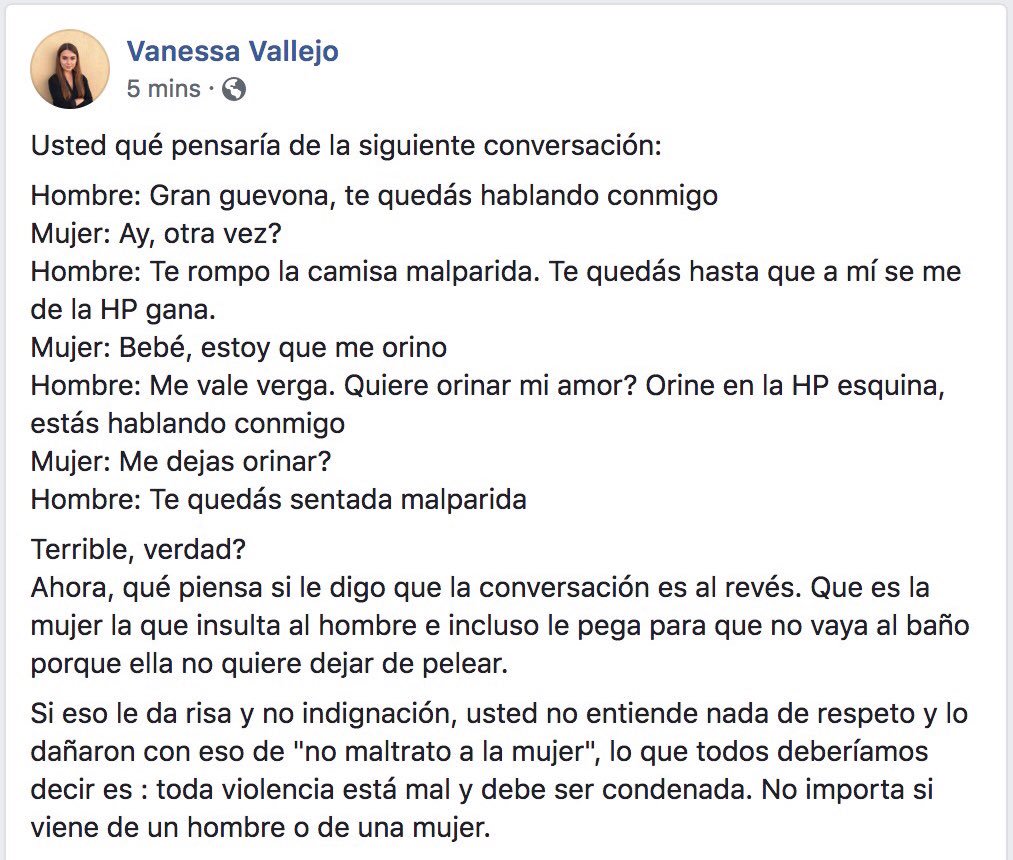 Vanessa Vallejo
5 mins ·
Usted qué pensaría de la siguiente conversación:
Hombre: Gran guevona, te quedás hablando conmigo
Mujer: Ay, otra vez?
Hombre: Te rompo la camisa malparida. Te quedás hasta que a mí se me
de la HP gana.
Mujer: Bebé, estoy que me orino
Hombre: Me vale verga. Quiere orinar mi amor? Orine en la HP esquina,
estás hablando conmigo
Mujer: Me dejas orinar?
Hombre: Te quedás sentada malparida
Terrible, verdad?
Ahora, qué piensa si le digo que la conversación es al revés. Que es la
mujer la que insulta al hombre e incluso le pega para que no vaya al baño
porque ella no quiere dejar de pelear.
Si eso le da risa y no indignación, usted no entiende nada de respeto y lo
dañaron con eso de "no maltrato a la mujer", lo que todos deberíamos
decir es : toda violencia está mal y debe ser condenada. No importa si
viene de un hombre o de una mujer.